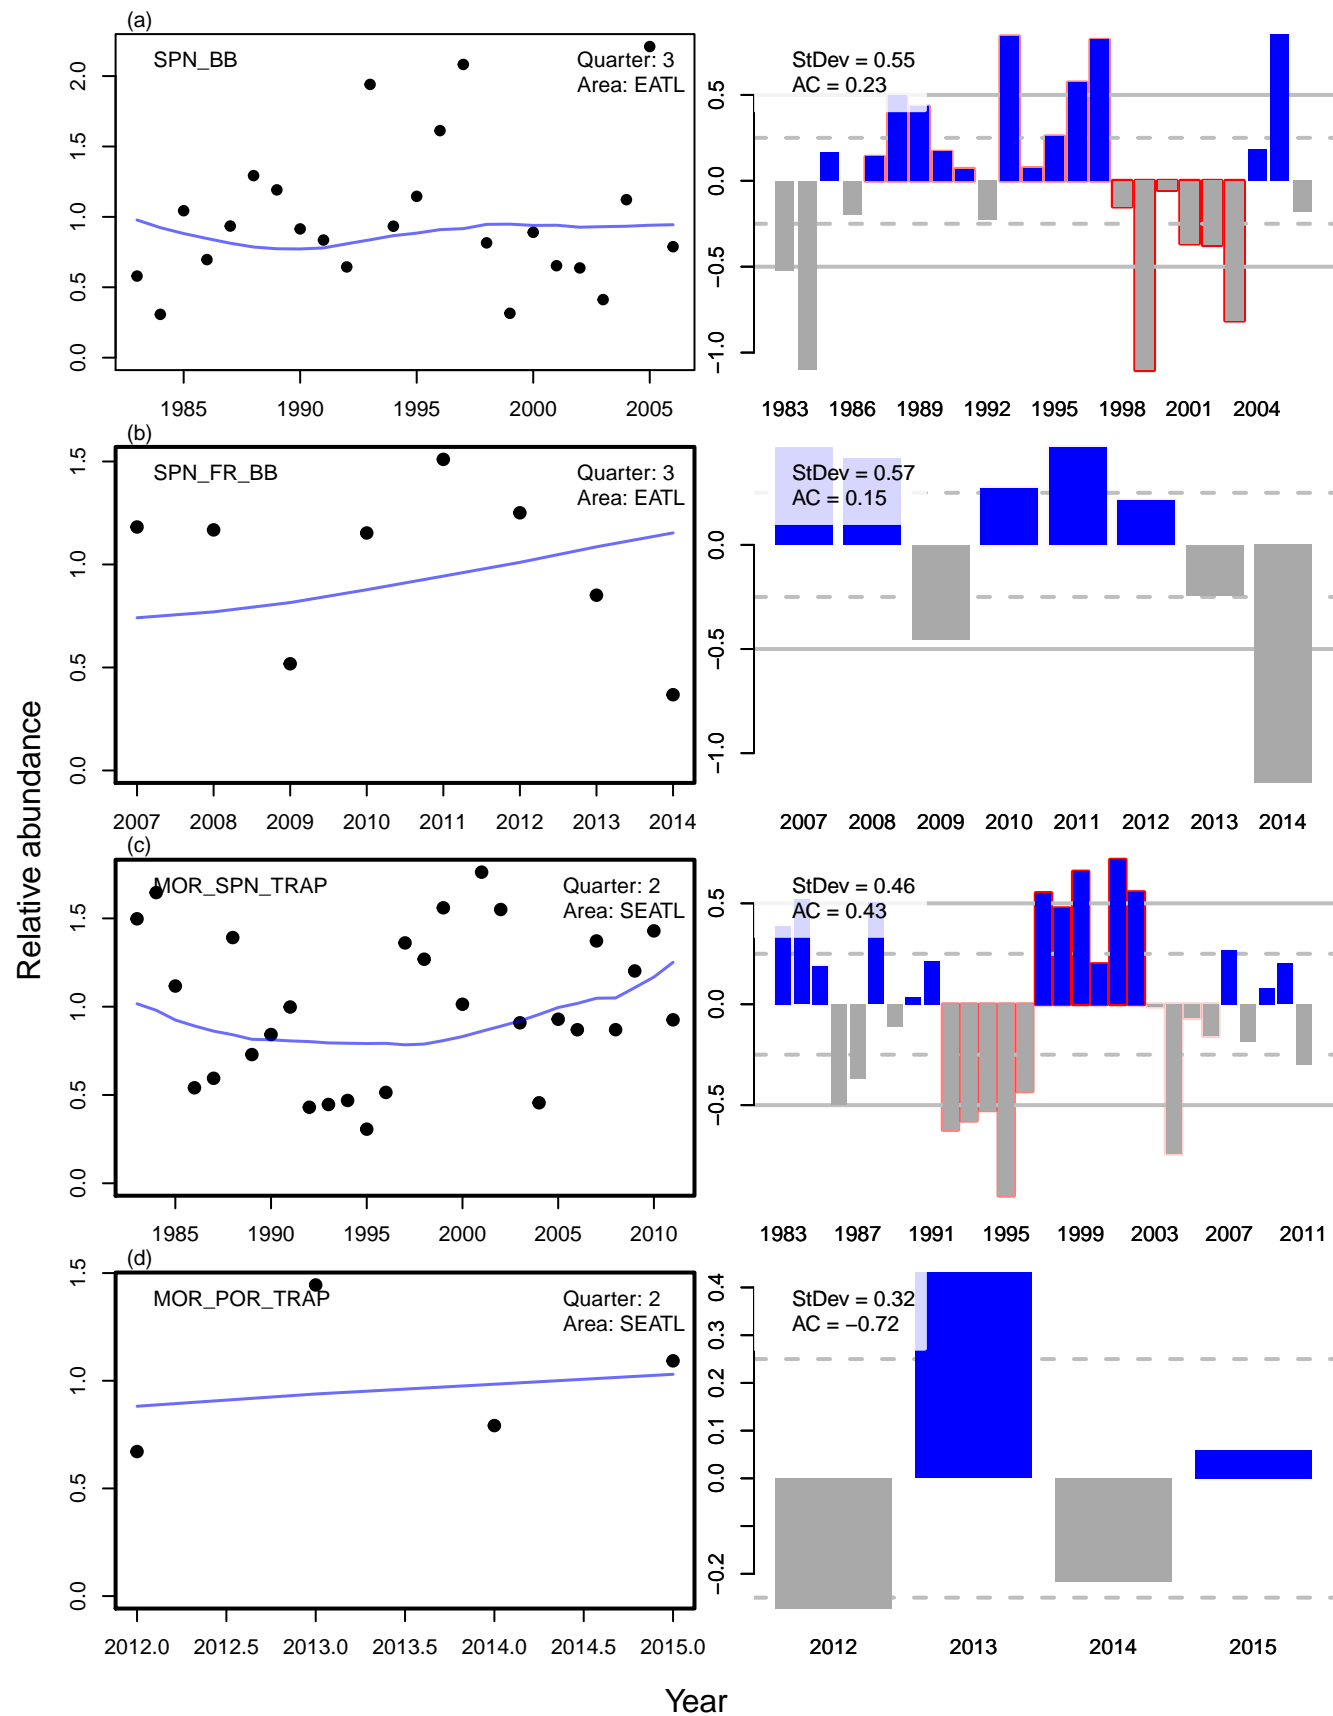 (a)
SPN_BB
Quarter: 3
Area: EATL
0.0 0.5 1.0 1.5 2.0
1985 1990 1995 2000 2005
StDev = 0.55
AC = 0.23
−1.0 −0.5 0.0 0.5
1983 1986 1989 1992 1995 1998 2001 2004
(b)
SPN_FR_BB
Quarter: 3
Area: EATL
0.0 0.5 1.0 1.5
2007 2008 2009 2010 2011 2012 2013 2014
StDev = 0.57
AC = 0.15
−1.0 −0.5 0.0
2007 2008 2009 2010 2011 2012 2013 2014
(c)
MOR_SPN_TRAP
Quarter: 2
Area: SEATL
0.0 0.5 1.0 1.5
1985 1990 1995 2000 2005 2010
StDev = 0.46
AC = 0.43
−0.5 0.0 0.5
1983 1987 1991 1995 1999 2003 2007 2011
(d)
MOR_POR_TRAP
Quarter: 2
Area: SEATL
0.0 0.5 1.0 1.5
2012.0 2012.5 2013.0 2013.5 2014.0 2014.5 2015.0
StDev = 0.32
AC = −0.72
−0.2 0.0 0.1 0.2 0.3 0.4
2012 2013 2014 2015
Relative abundance
Year